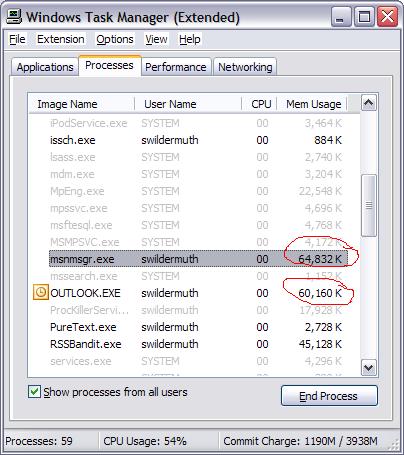 Windows Task Manager (Extended)
File Extension Options View Help
Applications Processes Performance Networking
Image Name User Name CPU Mem Usage
iPodService.exe SYSTEM 00 3,464 K
issch.exe swildermuth 00 884 K
lsass.exe SYSTEM 00 2,740 K
mdm.exe SYSTEM 00 3,204 K
MpEng.exe SYSTEM 00 22,548 K
mpssvc.exe SYSTEM 00 4,696 K
msftesql.exe SYSTEM 00 4,768 K
MSMPSVC.exe SYSTEM 00 4,172 K
msnmsgr.exe swildermuth 00 64,832 K
mssearch.exe SYSTEM 00 1,152 K
OUTLOOK.EXE swildermuth 00 60,160 K
ProcKillerServi... SYSTEM 00 17,928 K
PureText.exe swildermuth 00 2,728 K
RSSBandit.exe swildermuth 00 45,128 K
services.exe SYSTEM 00 4,296 K
Show processes from all users End Process
Processes: 59 CPU Usage: 54% Commit Charge: 1190M / 3938M